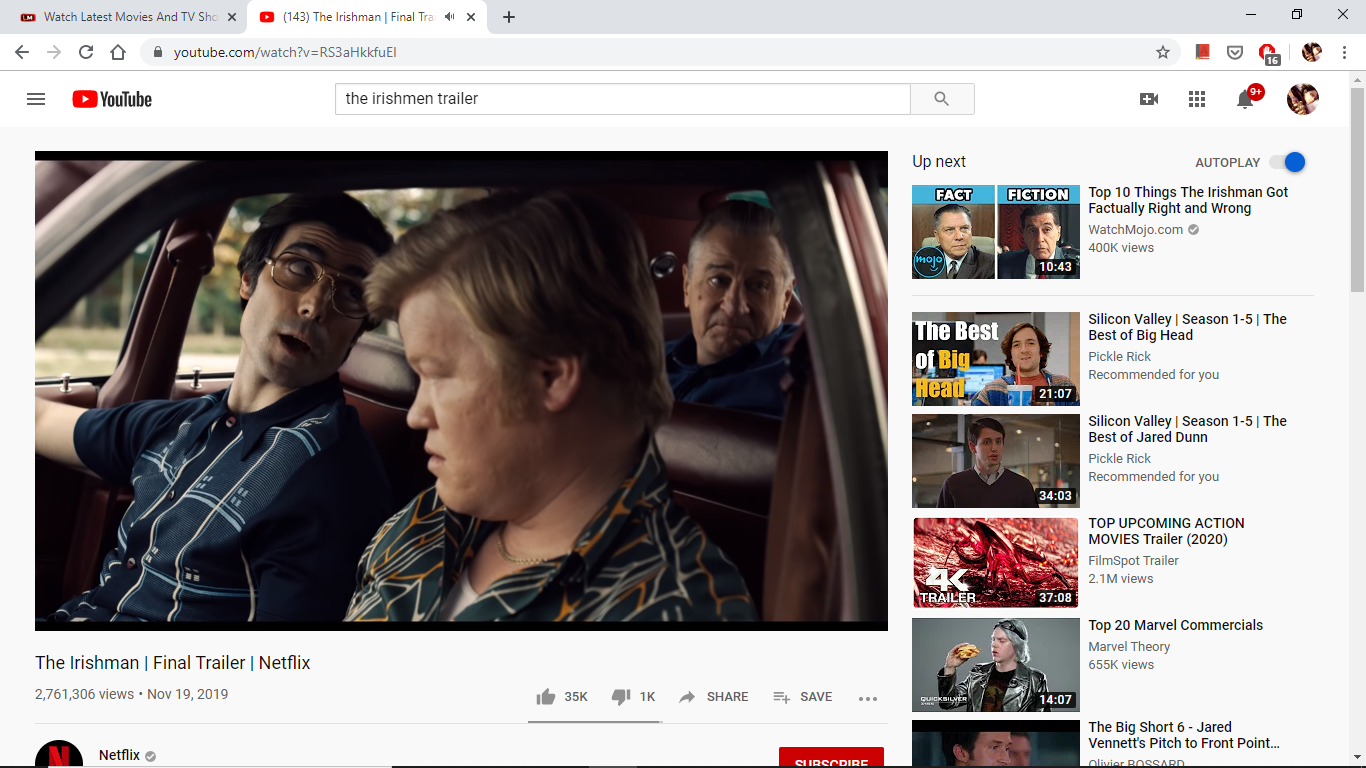 Watch Latest Movies And TV Sho
(143) The Irishman | Final Tra
youtube.com/watch?v=RS3aHkkfuEI
16
YouTube
the irishmen trailer
9+
Up next
AUTOPLAY
FACT
FICTION
mojo
10:43
Top 10 Things The Irishman Got
Factually Right and Wrong
WatchMojo.com
400K views
The Best
of Big
Head
21:07
Silicon Valley | Season 1-5 | The
Best of Big Head
Pickle Rick
Recommended for you
34:03
Silicon Valley | Season 1-5 | The
Best of Jared Dunn
Pickle Rick
Recommended for you
4K
TRAILER
37:08
TOP UPCOMING ACTION
MOVIES Trailer (2020)
FilmSpot Trailer
2.1M views
QUICKSILVER
14:07
Top 20 Marvel Commercials
Marvel Theory
655K views
The Big Short 6 - Jared
Vennett's Pitch to Front Point...
Olivier BOSSARD
The Irishman | Final Trailer | Netflix
2,761,306 views • Nov 19, 2019
35K
1K
SHARE
SAVE
N
Netflix
SUBSCRIBE